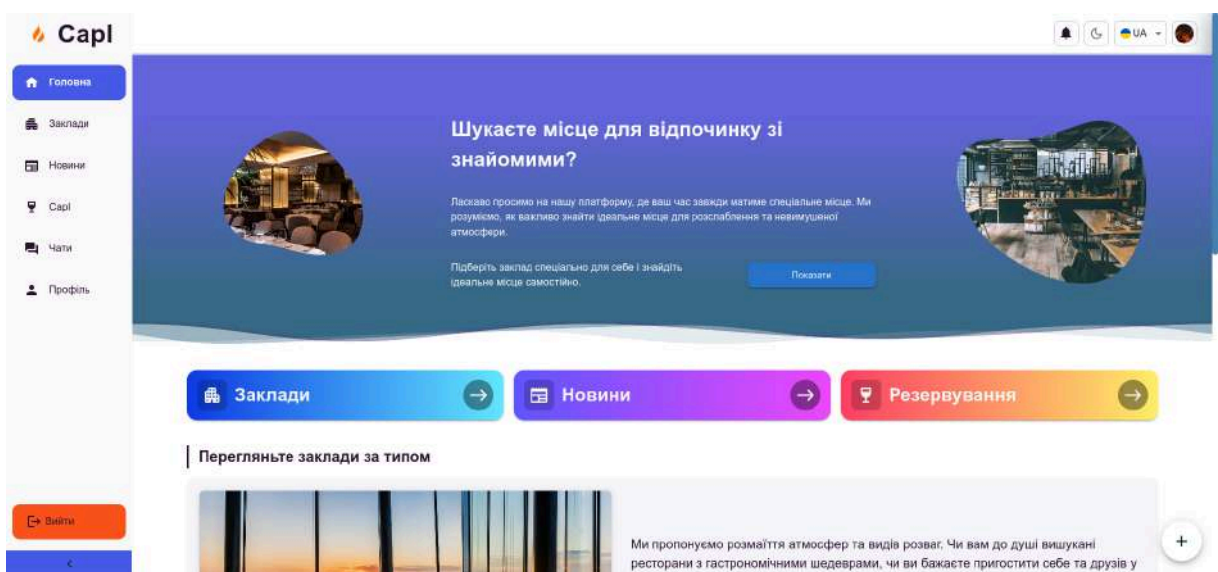 Capl
UA
Головна
Заклади
Новини
Capl
Чати
Профіль
Вийти
Шукаєте місце для відпочинку зі
знайомими?
Ласкаво просимо на нашу платформу, де ваш час завжди матиме спеціальне місце. Ми
розуміємо, як важливо знайти ідеальне місце для розслаблення та невимушеної
атмосфери.
Підберіть заклад спеціально для себе і знайдіть
ідеальне місце самостійно.
Показати
Заклади
Новини
Резервування
Перегляньте заклади за типом
Ми пропонуємо розмаїття атмосфер та видів розваг. Чи вам до душі вишукані
ресторани з гастрономічними шедеврами, чи ви бажаєте пригостити себе та друзів у